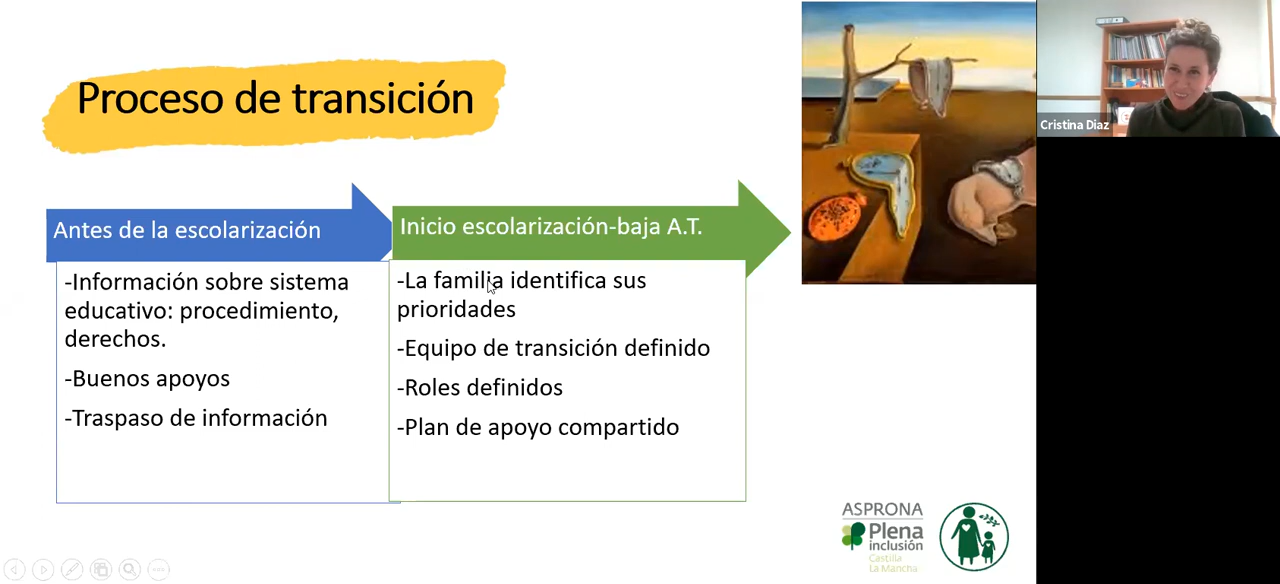 Proceso de transición
Cristina Diaz
Antes de la escolarización
Inicio escolarización-baja A.T.
-Información sobre sistema
educativo: procedimiento,
derechos.
-Buenos apoyos
-Traspaso de información
-La familia identifica sus
prioridades
-Equipo de transición definido
-Roles definidos
-Plan de apoyo compartido
ASPRONA
Plena
inclusión
Castilla
La Mancha